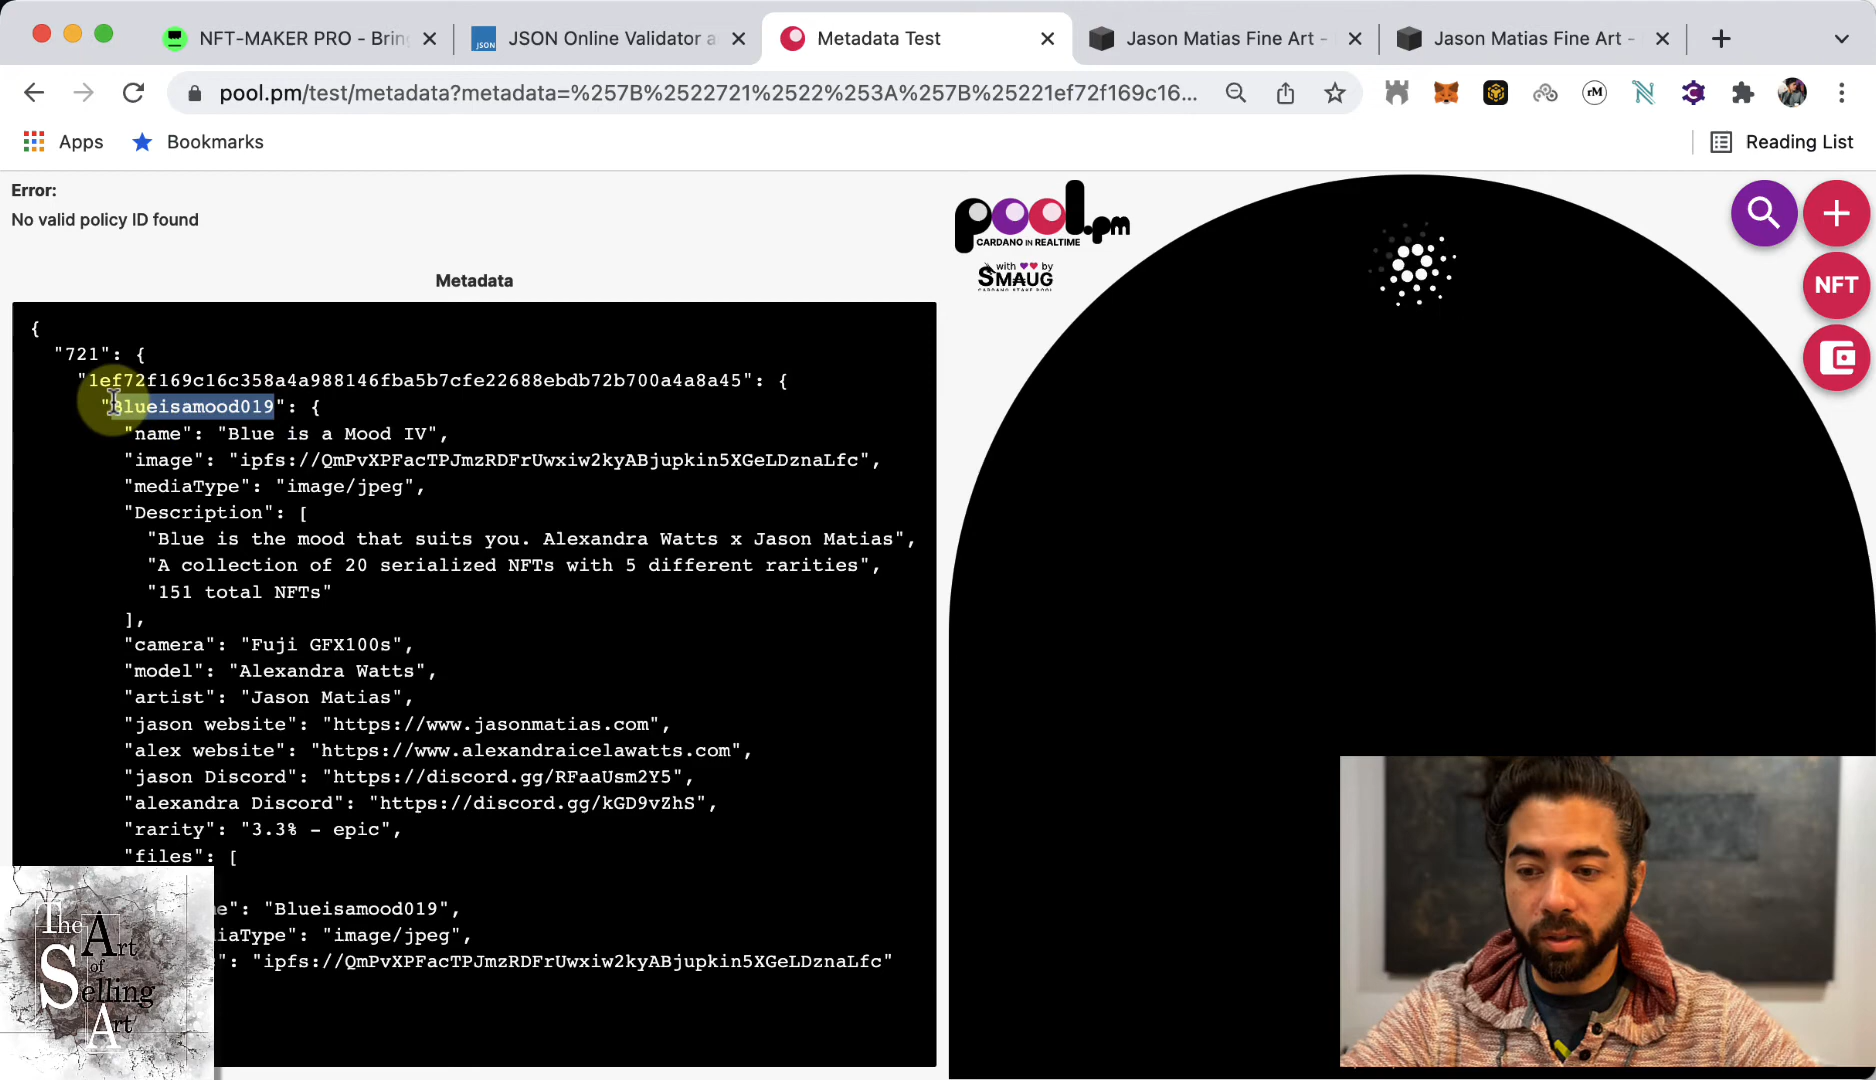 NFT-MAKER PRO - Bring
JSON Online Validator a
Metadata Test
Jason Matias Fine Art -
Jason Matias Fine Art -
pool.pm/test/metadata?metadata=%257B%2522721%2522%253A%257B%25221ef72f169c16...
Apps
Bookmarks
Reading List
Error:
No valid policy ID found
pool.pm
CARDANO IN REALTIME
with by
SMAUG
CARDANO STAKE POOL
NFT
Metadata
{
"721": {
"1ef72f169c16c358a4a988146fba5b7cfe22688ebdb72b700a4a8a45": {
"Blueisamood019": {
"name": "Blue is a Mood IV",
"image": "ipfs://QmPvXPFacTPJmzRDFrUwxiw2kyABjupkin5XGeLDznaLfc",
"mediaType": "image/jpeg",
"Description": [
"Blue is the mood that suits you. Alexandra Watts x Jason Matias",
"A collection of 20 serialized NFTs with 5 different rarities",
"151 total NFTs"
],
"camera": "Fuji GFX100s",
"model": "Alexandra Watts",
"artist": "Jason Matias",
"jason website": "https://www.jasonmatias.com",
"alex website": "https://www.alexandraicelawatts.com",
"jason Discord": "https://discord.gg/RFaaUsm2Y5",
"alexandra Discord": "https://discord.gg/kGD9vZhS",
"rarity": "3.3% - epic",
"files": [
e": "Blueisamood019",
iaType": "image/jpeg",
": "ipfs://QmPvXPFacTPJmzRDFrUwxiw2kyABjupkin5XGeLDznaLfc"
The
Art
of
Selling
Art